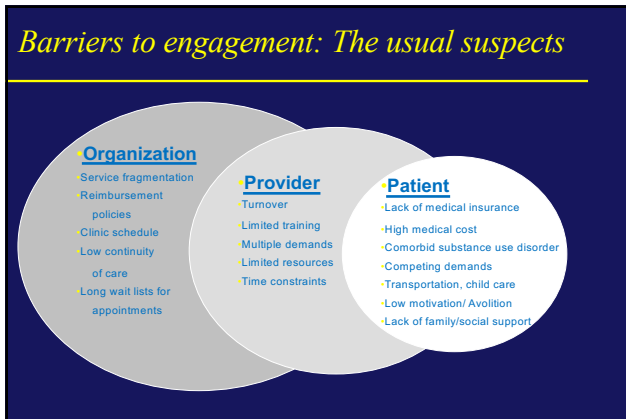 Barriers to engagement: The usual suspects
•Organization
•Service fragmentation
•Reimbursement
policies
•Clinic schedule
•Low continuity
of care
•Long wait lists for
appointments
•Provider
•Turnover
•Limited training
•Multiple demands
•Limited resources
•Time constraints
•Patient
•Lack of medical insurance
•High medical cost
•Comorbid substance use disorder
•Competing demands
•Transportation, child care
•Low motivation/ Avolition
•Lack of family/social support